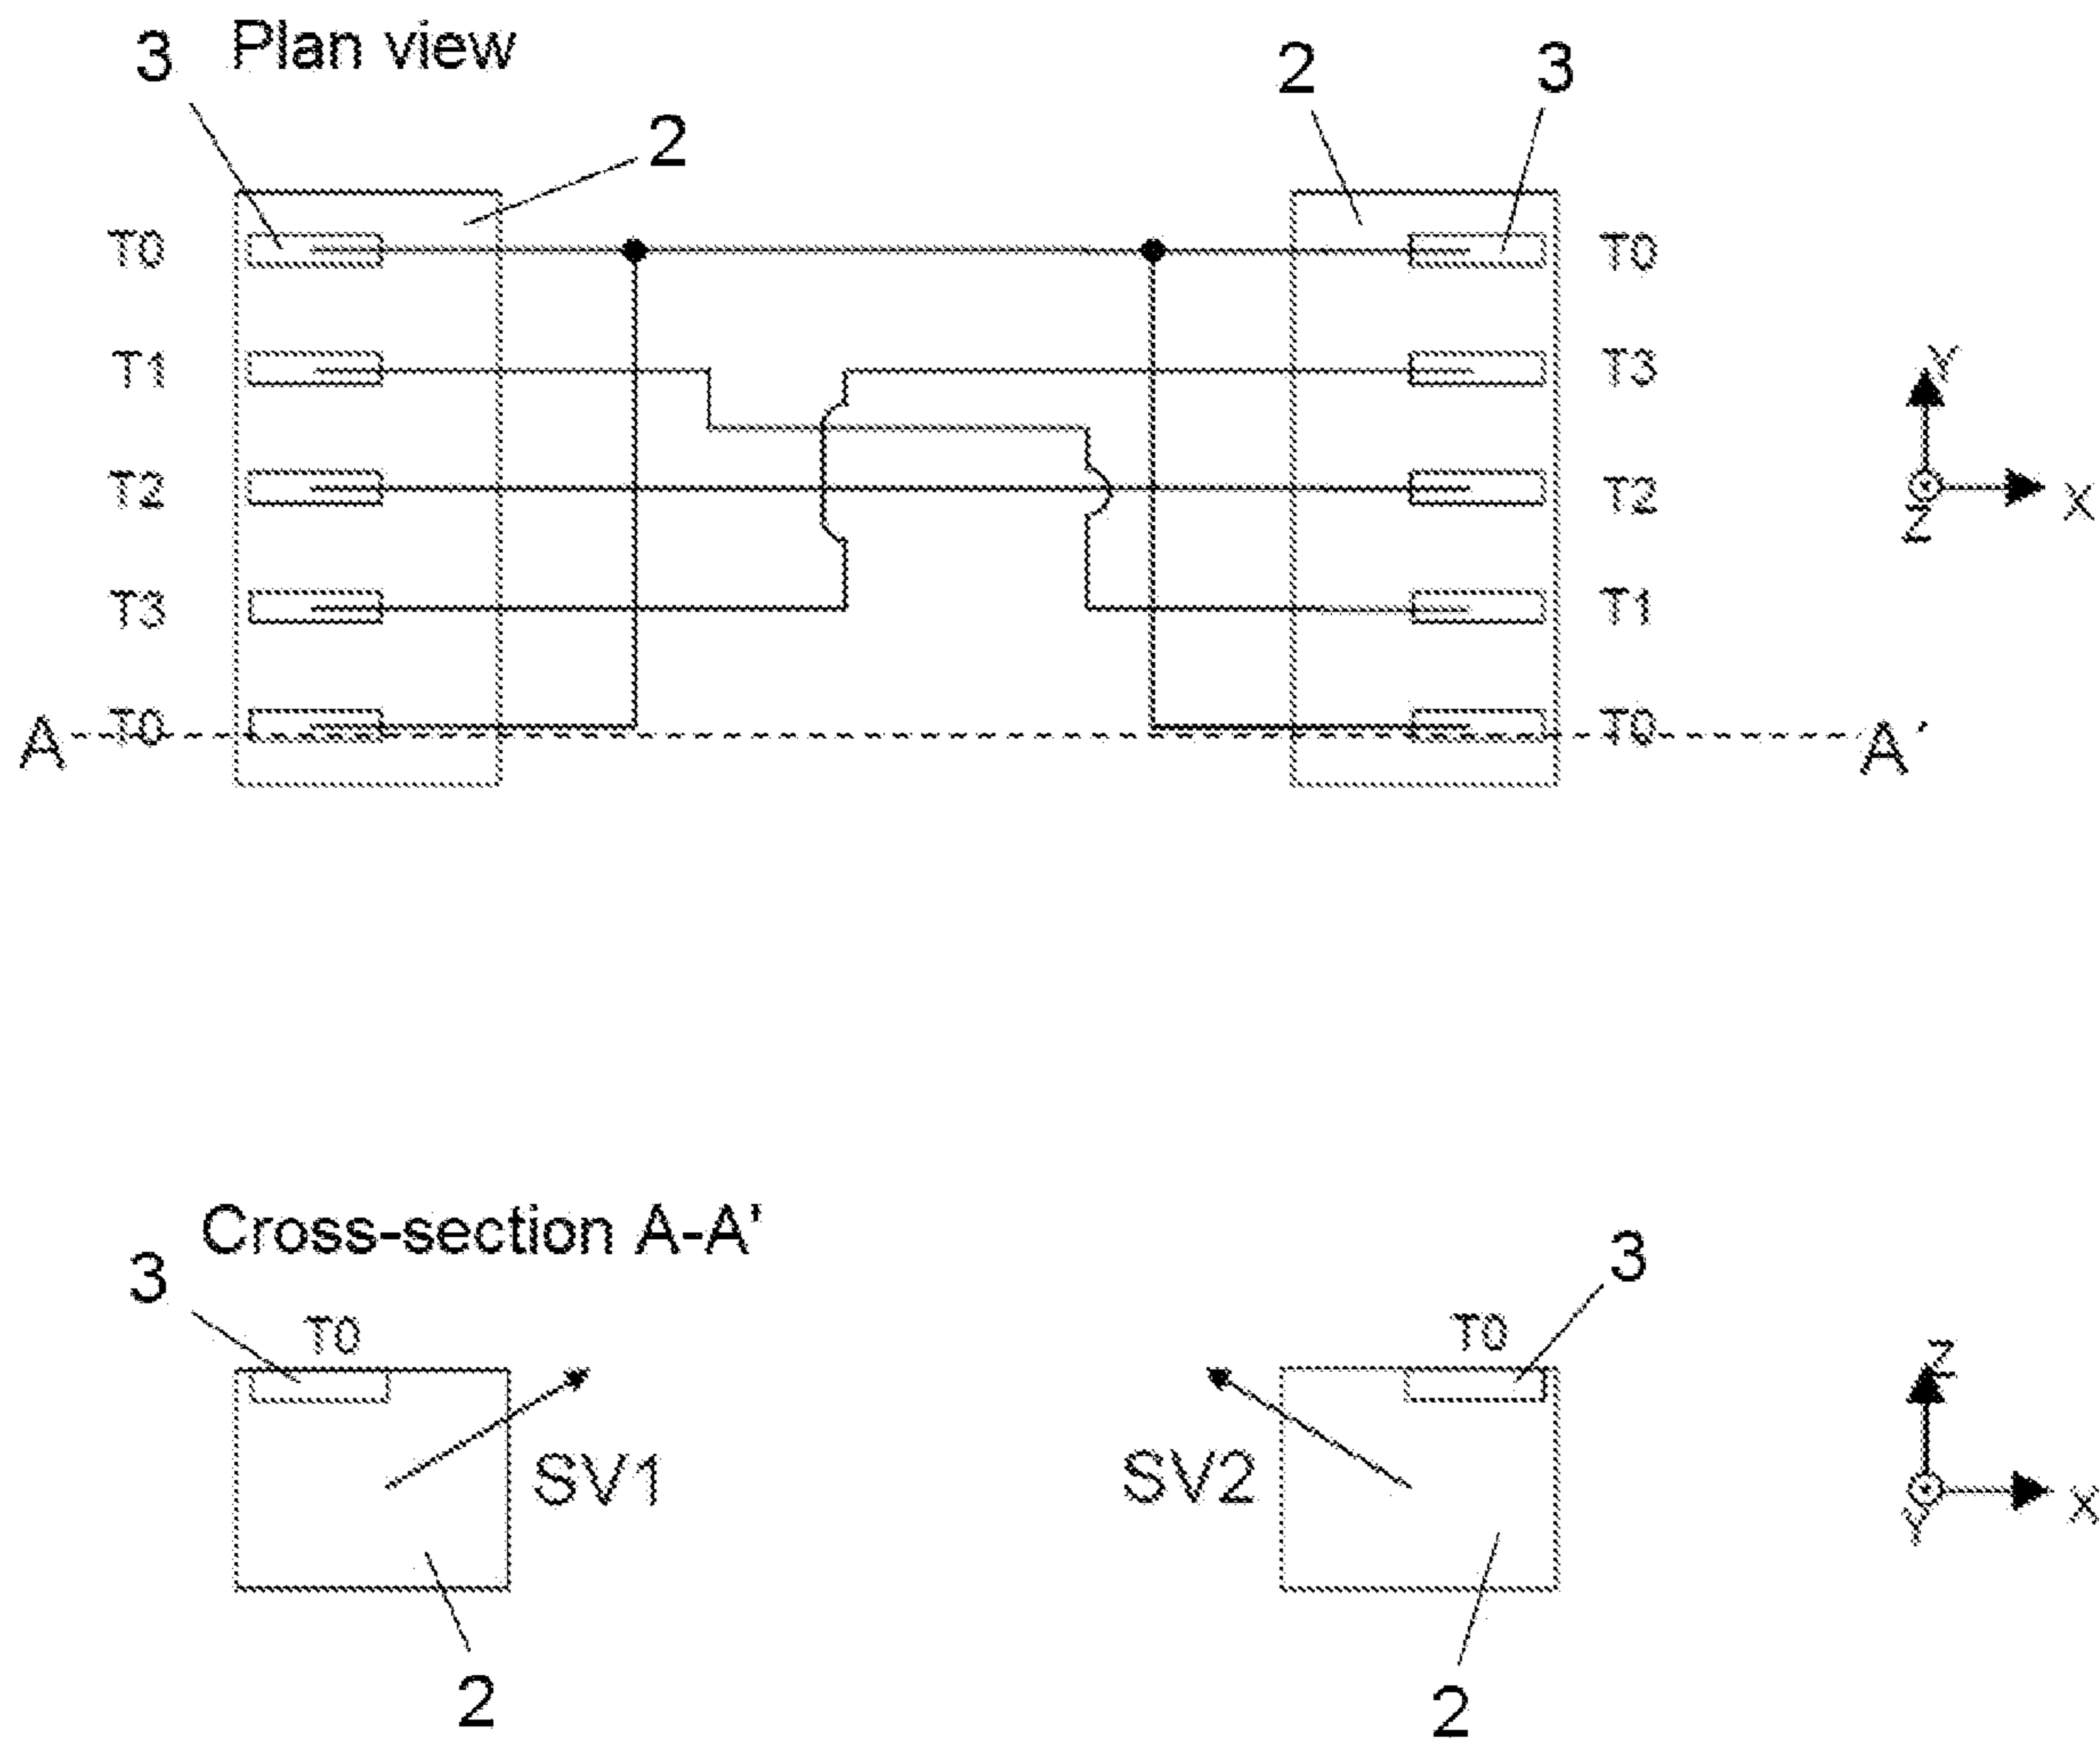 3 Plan view 2 3
2
T0 T0
T1 T3
Y
T2 T2
Z X
T3 T1
A T0 T0 A´
Cross-section A-A'
3 3
T0 T0
Z
SV1 SV2
Y X
2 2